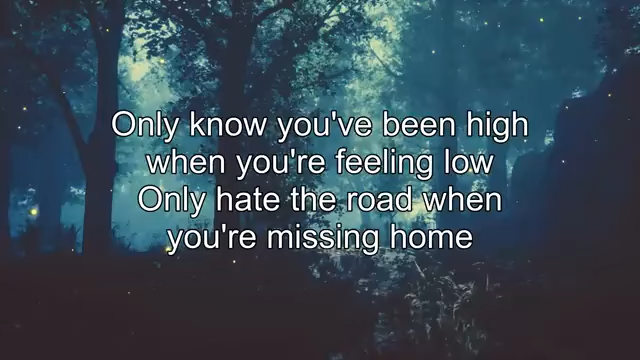 Only know you've been high
when you're feeling low
Only hate the road when
you're missing home